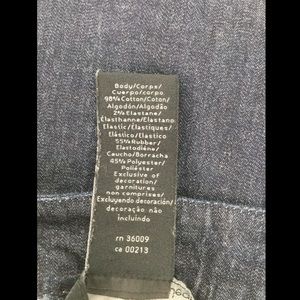 Body/Corps/
Cuerpo/corpo
98% Cotton/Coton/
Algodón/Algodão
2% Elastane/
Élasthanne/Elastano
Elastic/Élastiques/
Elástico/Elastico
55% Rubber/
Elastodiène/
Caucho/Borracha
45% Polyester/
Poliéster
Exclusive of
decoration/
garnitures
non comprises/
Excluyendo decoración/
decoração não
incluindo
rn 36009
ca 00213